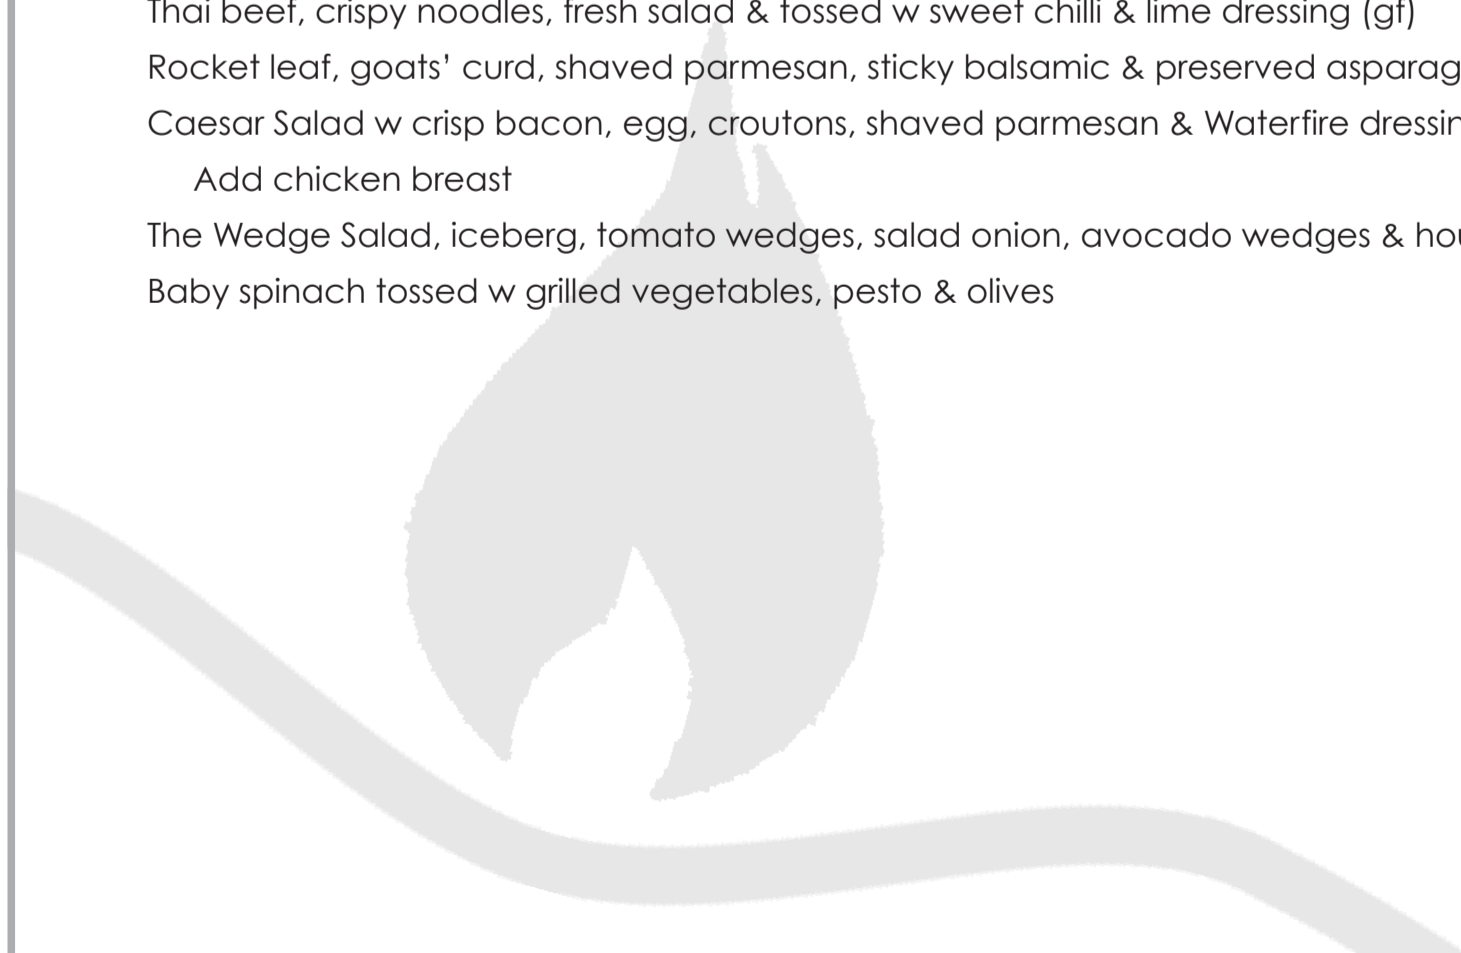 Thai beef, crispy noodles, fresh salad & tossed w sweet chilli & lime dressing (gf)
Rocket leaf, goats’ curd, shaved parmesan, sticky balsamic & preserved asparag
Caesar Salad w crisp bacon, egg, croutons, shaved parmesan & Waterfire dressin
Add chicken breast
The Wedge Salad, iceberg, tomato wedges, salad onion, avocado wedges & hou
Baby spinach tossed w grilled vegetables, pesto & olives